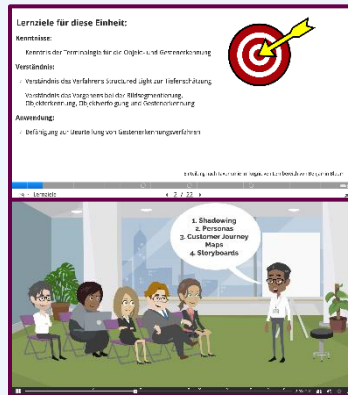 Lernziele für diese Einheit:
Kenntnisse:
Kenntnis der Terminologie für die Objekt- und Gestenerkennung
Verständnis:
Verständnis des Verfahrens Structured Light zur Tiefenschätzung
Verständnis des Vorgehens bei der Bildsegmentierung,
Objekterkennung, Objektverfolgung und Gestenerkennung
Anwendung:
Befähigung zur Beurteilung von Gestenerkennungsverfahren
Lernziele
2 / 22
1. Shadowing
2. Personas
3. Customer Journey
Maps
4. Storyboards